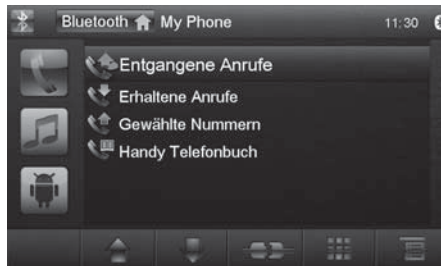 Bluetooth My Phone 11:30
Entgangene Anrufe
Erhaltene Anrufe
Gewählte Nummern
Handy Telefonbuch